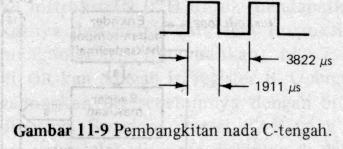 3822 μs
1911 μs
Gambar 11-9 Pembangkitan nada C-tengah.